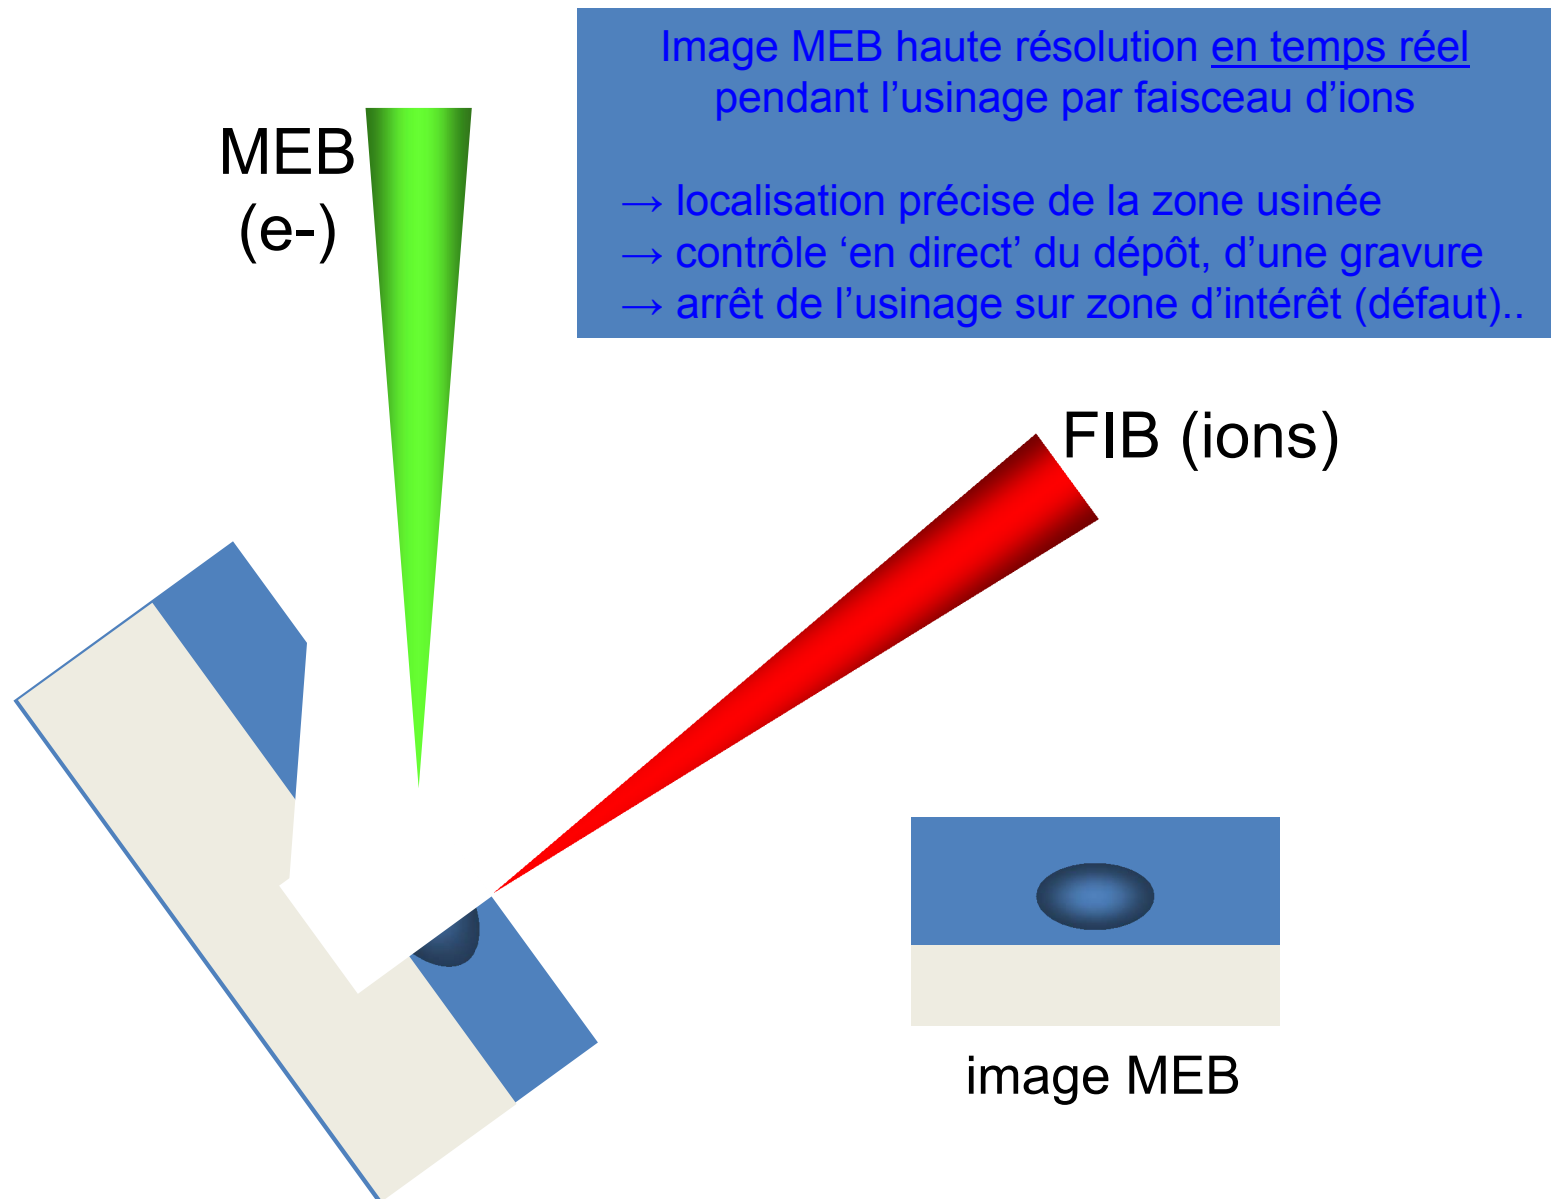 Image MEB haute résolution en temps réel
pendant l’usinage par faisceau d’ions
→ localisation précise de la zone usinée
→ contrôle ‘en direct’ du dépôt, d’une gravure
→ arrêt de l’usinage sur zone d’intérêt (défaut)..
MEB
(e-)
FIB (ions)
image MEB